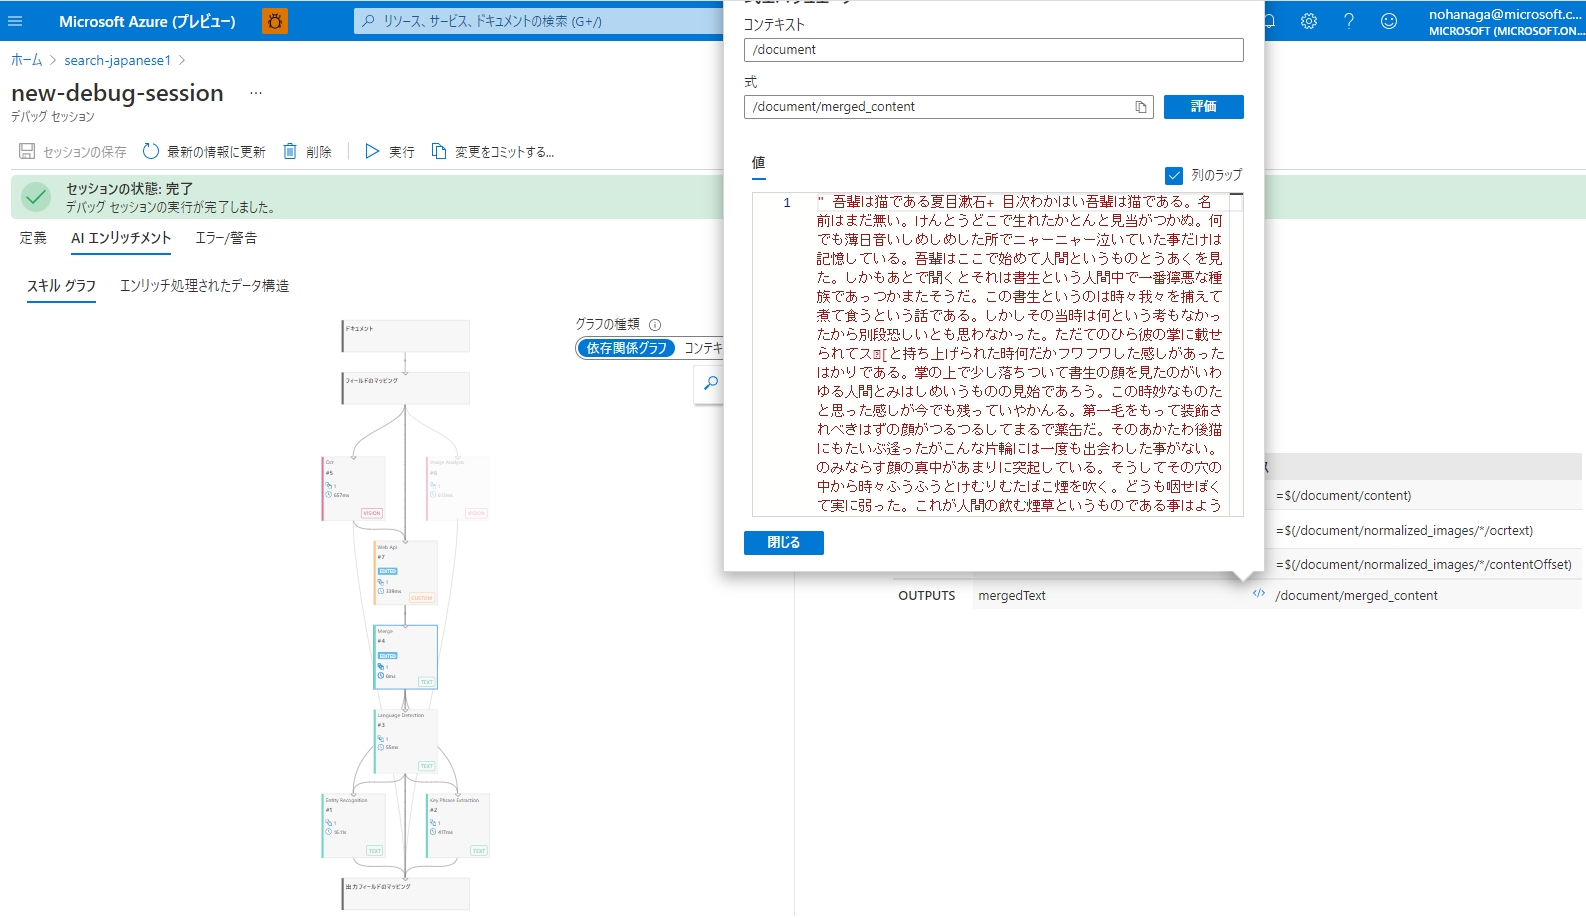 Microsoft Azure (プレビュー)
リソース、サービス、ドキュメントの検索 (G+/)
nohanaga@microsoft.c...
MICROSOFT (MICROSOFT.ON...
ホーム > search-japanese1 >
new-debug-session ...
デバッグ セッション
セッションの保存 最新の情報に更新 削除 実行 変更をコミットする...
セッションの状態: 完了
デバッグ セッションの実行が完了しました。
定義 AI エンリッチメント エラー/警告
スキル グラフ エンリッチ処理されたデータ構造
グラフの種類
依存関係グラフ コンテキ
ドキュメント
フィールドのマッピング
Ocr
#5
1
657ms
VISION
Image Analysis
#6
1
VISION
Web Api
#7
EDITED
1
339ms
CUSTOM
Merge
#4
EDITED
1
0ms
TEXT
Language Detection
#3
1
55ms
TEXT
Entity Recognition
#1
1
16.11s
TEXT
Key Phrase Extraction
#2
1
417ms
TEXT
出力フィールドのマッピング
コンテキスト
/document
式
/document/merged_content
評価
値
列のラップ
1
" 吾輩は猫である夏目漱石+ 目次わかはい吾輩は猫である。名
前はまだ無い。けんとうどこで生れたかとんと見当がつかぬ。何
でも薄日音いしめしめした所でニャーニャー泣いていた事だけは
記憶している。吾輩はここで始めて人間というものとうあくを見
た。しかもあとで聞くとそれは書生という人間中で一番獰悪な種
族であっつかまたそうだ。この書生というのは時々我々を捕えて
煮て食うという話である。しかしその当時は何という考もなかっ
たから別段恐しいとも思わなかった。ただてのひら彼の掌に載せ
られてス[と持ち上げられた時何だかフワフワした感しがあった
はかりである。掌の上で少し落ちついて書生の顔を見たのがいわ
ゆる人間とみはしめいうものの見始であろう。この時妙なものた
と思った感しが今でも残っていやかんる。第一毛をもって装飾さ
れべきはずの顔がつるつるしてまるで薬缶だ。そのあかたわ後猫
にもたいぶ逢ったがこんな片輪には一度も出会わした事がない。
のみならす顔の真中があまりに突起している。そうしてその穴の
中から時々ふうふうとけむりむたばこ煙を吹く。どうも咽せぼく
て実に弱った。これが人間の飲む煙草というものである事はよう
閉じる
ス
=$(/document/content)
=$(/document/normalized_images/*/ocrtext)
=$(/document/normalized_images/*/contentOffset)
OUTPUTS mergedText </> /document/merged_content